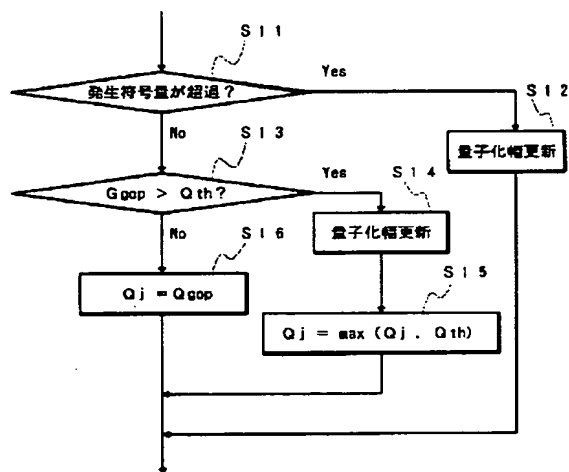 S11
発生符号量が超過？
Yes
S12
No
S13
量子化幅更新
Ggop > Qth？
Yes
S14
量子化幅更新
No
S16
S15
Qj = Qgop
Qj = max (Qj , Qth)